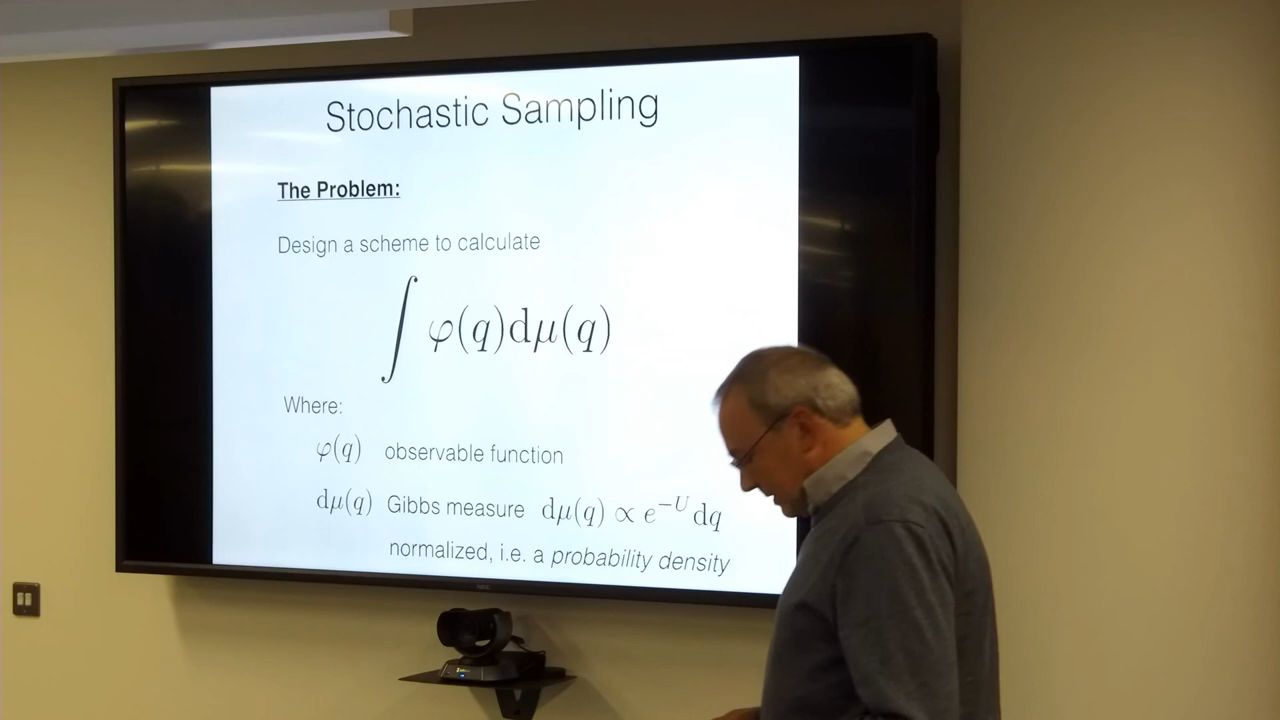 Stochastic Sampling
The Problem:
Design a scheme to calculate
∫ φ(q)dμ(q)
Where:
φ(q) observable function
dμ(q) Gibbs measure dμ(q) ∝ e^{-U} dq
normalized, i.e. a probability density